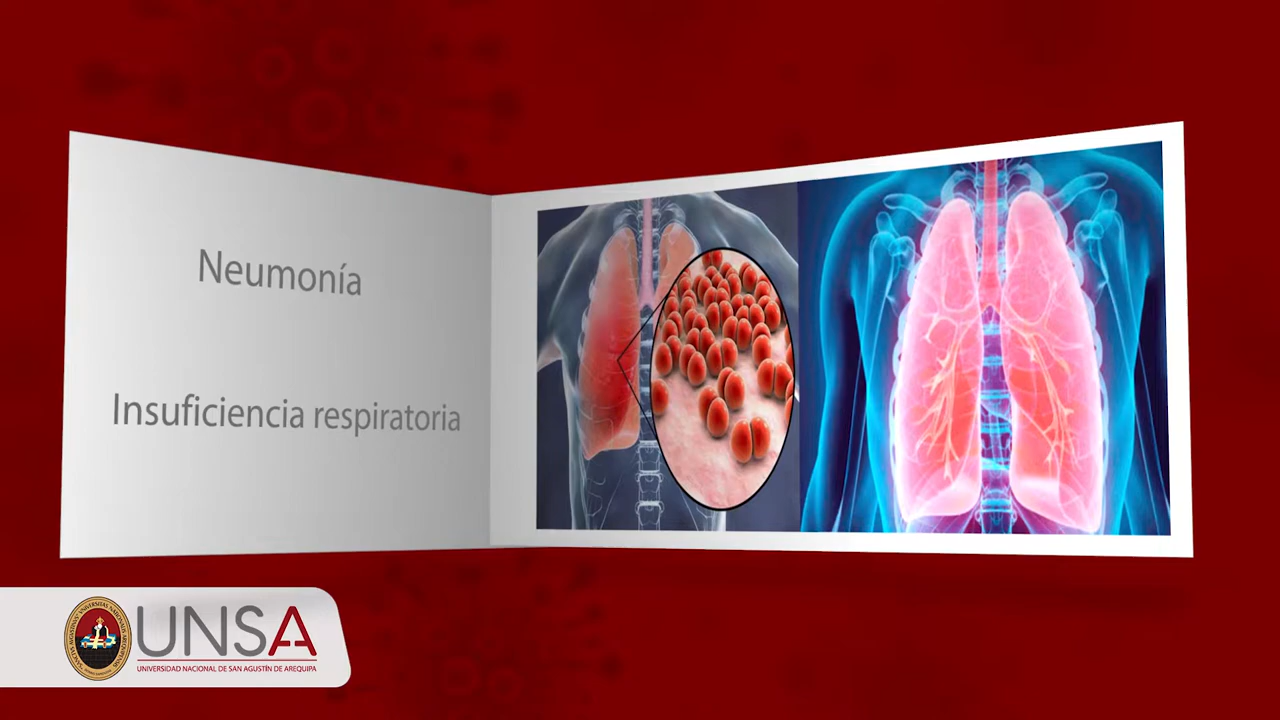 Neumonía
Insuficiencia respiratoria
UNSA
UNIVERSIDAD NACIONAL DE SAN AGUSTÍN DE AREQUIPA